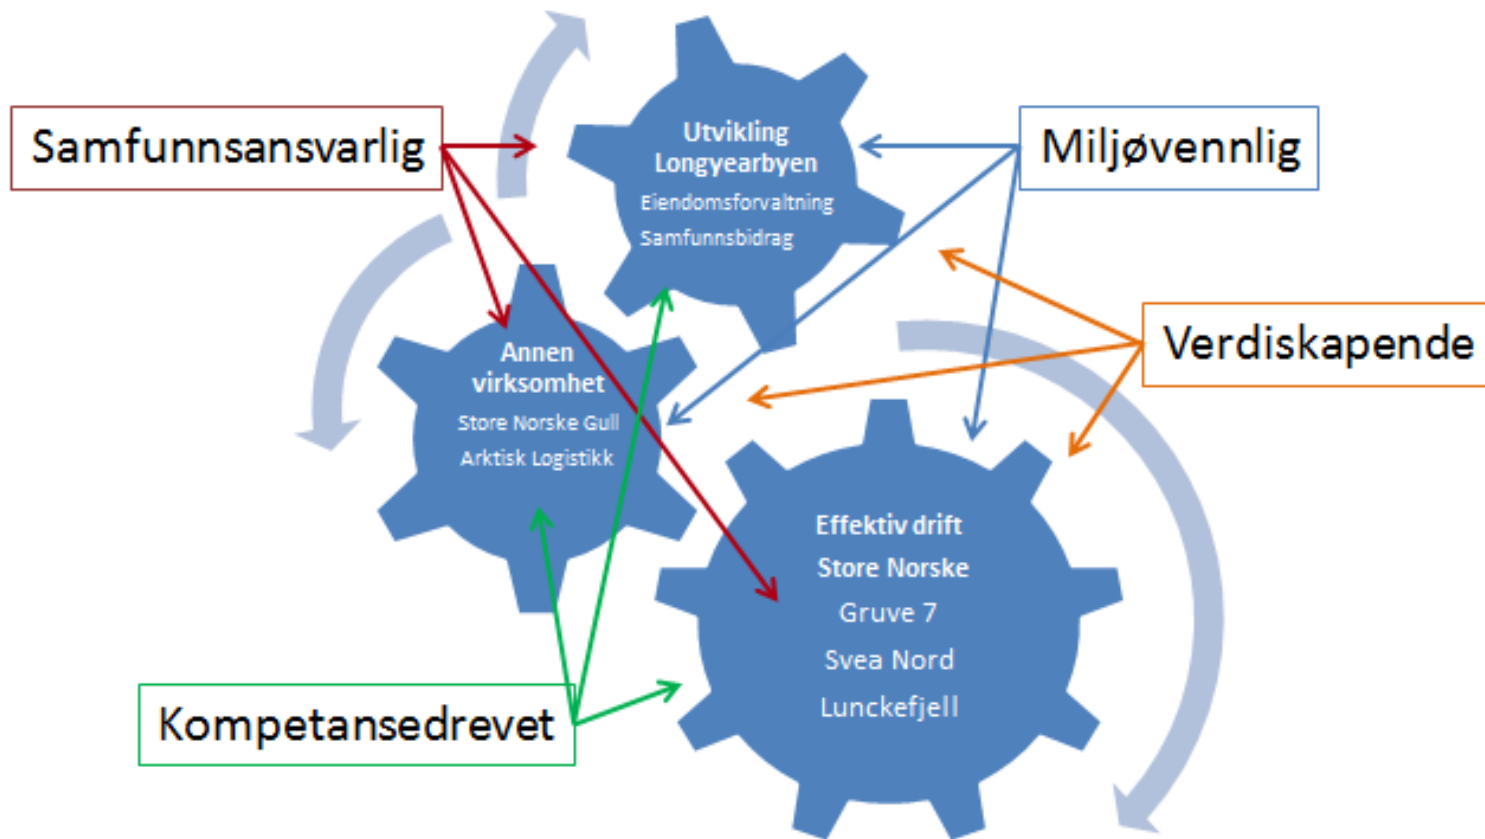 Samfunnsansvarlig
Utvikling
Longyearbyen
Eiendomsforvaltning
Samfunnsbidrag
Miljøvennlig
Verdiskapende
Annen
virksomhet
Store Norske Gull
Arktisk Logistikk
Effektiv drift
Store Norske
Gruve 7
Svea Nord
Lunckefjell
Kompetansedrevet